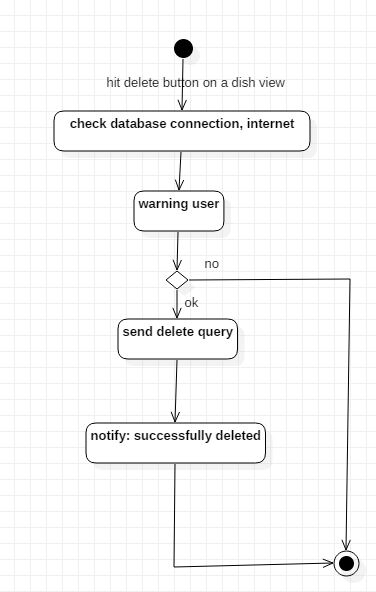 hit delete button on a dish view
check database connection, internet
warning user
no
ok
send delete query
notify: successfully deleted